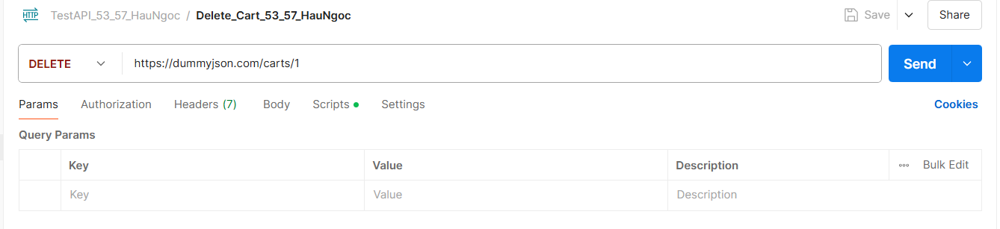 HTTP TestAPI_53_57_HauNgoc / Delete_Cart_53_57_HauNgoc Save Share
DELETE https://dummyjson.com/carts/1 Send
Params Authorization Headers (7) Body Scripts Settings Cookies
Query Params
Key Value Description Bulk Edit
Key Value Description